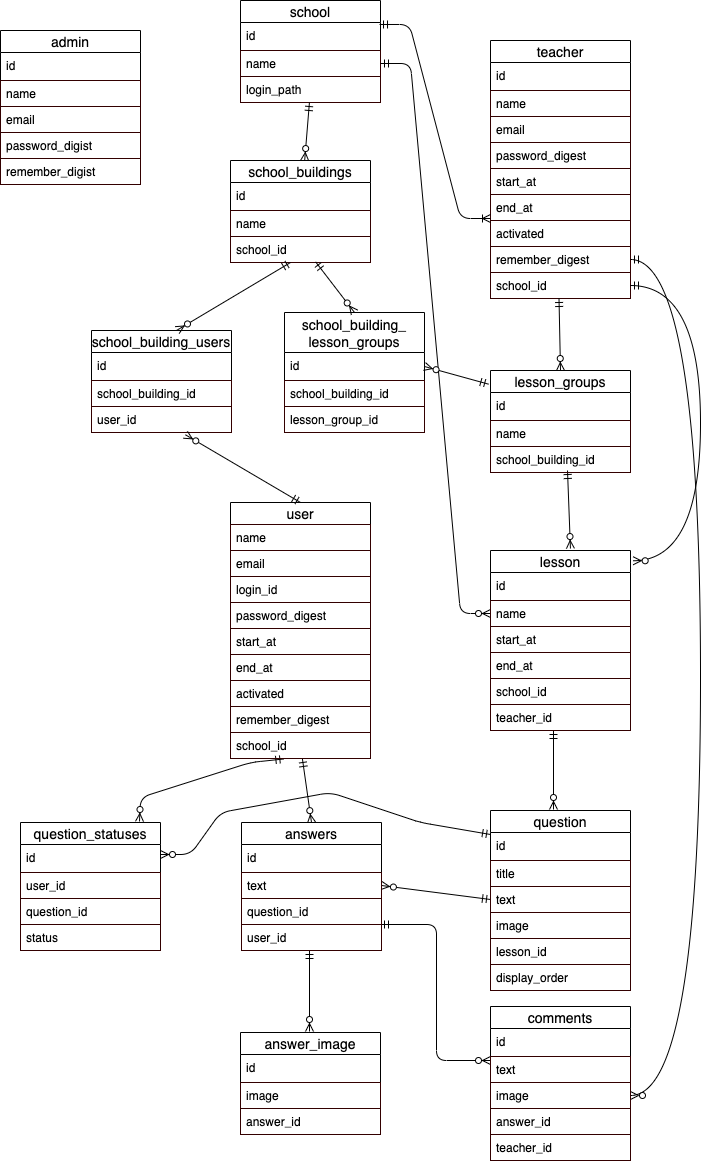 school
id
name
login_path
admin
id
name
email
password_digist
remember_digist
teacher
id
name
email
password_digest
start_at
end_at
activated
remember_digest
school_id
school_buildings
id
name
school_id
school_building_users
id
school_building_id
user_id
school_building_
lesson_groups
id
school_building_id
lesson_group_id
lesson_groups
id
name
school_building_id
user
name
email
login_id
password_digest
start_at
end_at
activated
remember_digest
school_id
lesson
id
name
start_at
end_at
school_id
teacher_id
question_statuses
id
user_id
question_id
status
answers
id
text
question_id
user_id
question
id
title
text
image
lesson_id
display_order
answer_image
id
image
answer_id
comments
id
text
image
answer_id
teacher_id